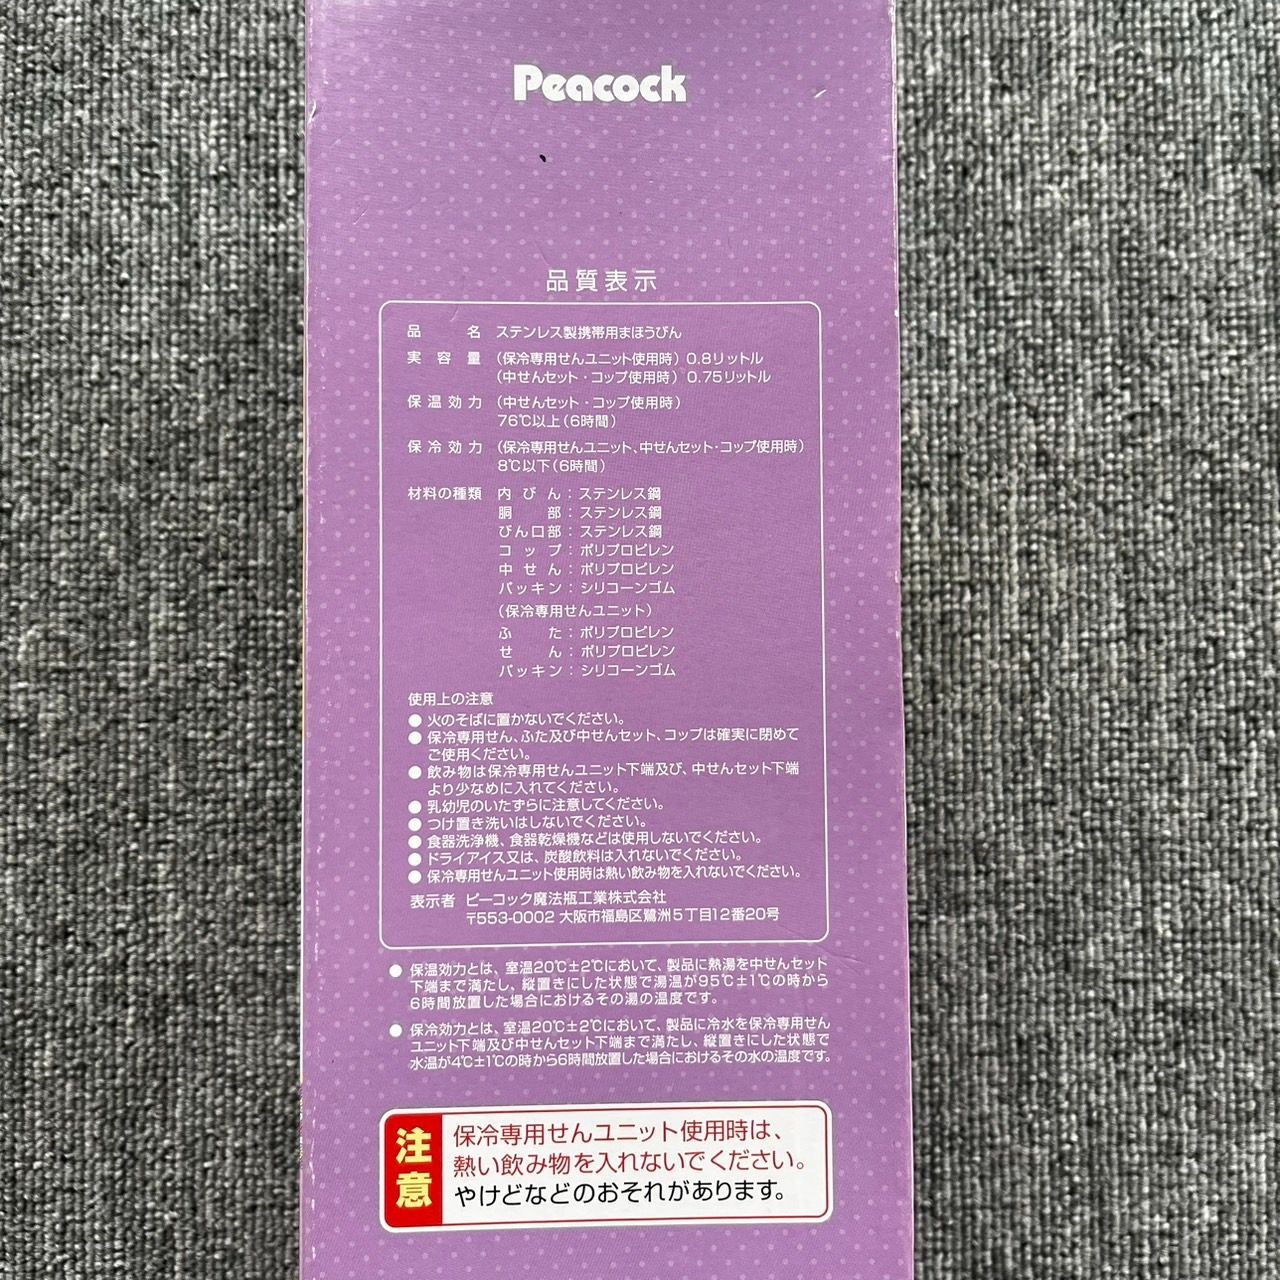 Peacock
品質表示
品名 ステンレス製携帯用まほうびん
実容量 (保冷専用せんユニット使用時) 0.8リットル
(中せんセット・コップ使用時) 0.75リットル
保温効力 (中せんセット・コップ使用時)
76℃以上(6時間)
保冷効力 (保冷専用せんユニット、中せんセット・コップ使用時)
8℃以下(6時間)
材料の種類 内びん：ステンレス鋼
胴部：ステンレス鋼
びん口部：ステンレス鋼
コップ：ポリプロピレン
中せん：ポリプロピレン
パッキン：シリコーンゴム
(保冷専用せんユニット)
ふた：ポリプロピレン
せん：ポリプロピレン
パッキン：シリコーンゴム
使用上の注意
●火のそばに置かないでください。
●保冷専用せん、ふた及び中せんセット、コップは確実に閉めて
ご使用ください。
●飲み物は保冷専用せんユニット下端及び、中せんセット下端
より少なめに入れてください。
●乳幼児のいたずらに注意してください。
●つけ置き洗いはしないでください。
●食器洗浄機、食器乾燥機などは使用しないでください。
●ドライアイス又は、炭酸飲料は入れないでください。
●保冷専用せんユニット使用時は熱い飲み物を入れないでください。
表示者 ピーコック魔法瓶工業株式会社
〒553-0002 大阪市福島区鷺洲5丁目12番20号
●保温効力とは、室温20℃±2℃において、製品に熱湯を中せんセット
下端まで満たし、縦置きにした状態で湯温が95℃±1℃の時から
6時間放置した場合におけるその湯の温度です。
●保冷効力とは、室温20℃±2℃において、製品に冷水を保冷専用せん
ユニット下端及び中せんセット下端まで満たし、縦置きにした状態で
水温が4℃±1℃の時から6時間放置した場合におけるその水の温度です。
注意
保冷専用せんユニット使用時は、
熱い飲み物を入れないでください。
やけどなどのおそれがあります。